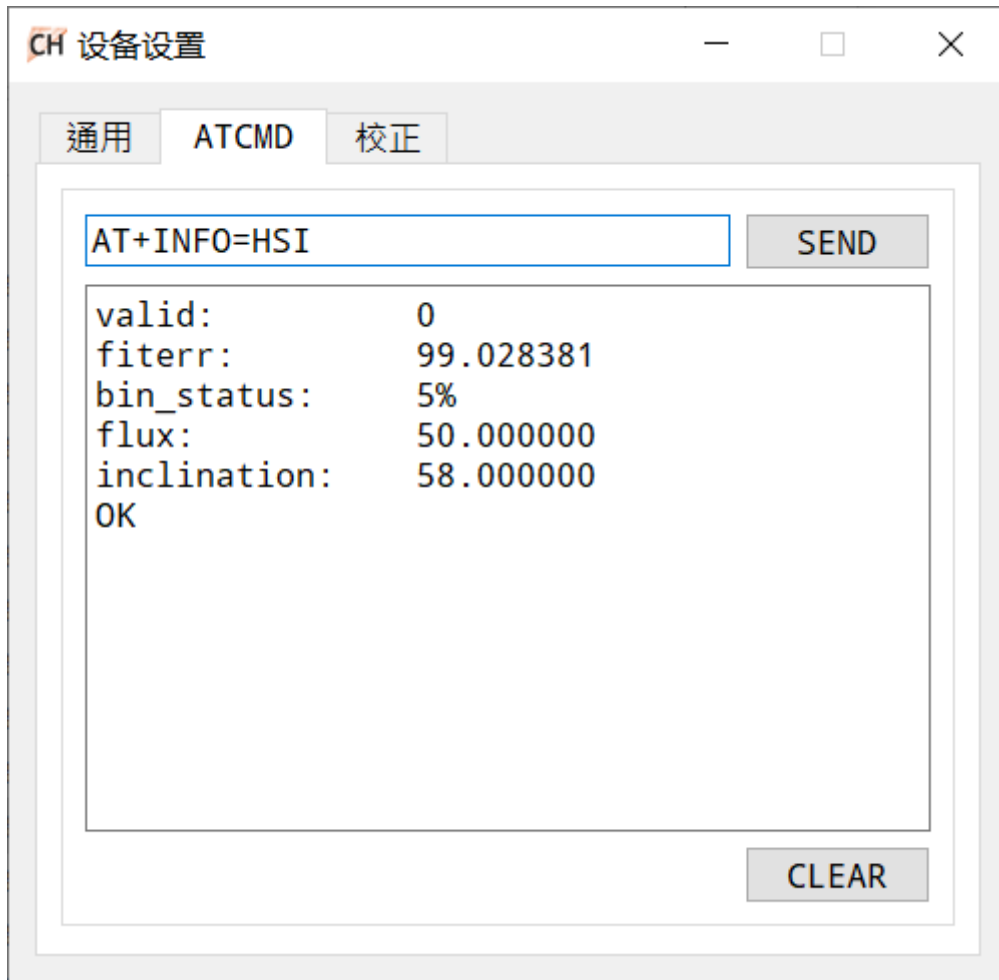 CH 设备设置
通用 ATCMD 校正
AT+INFO=HSI SEND
valid: 0
fiterr: 99.028381
bin_status: 5%
flux: 50.000000
inclination: 58.000000
OK
CLEAR